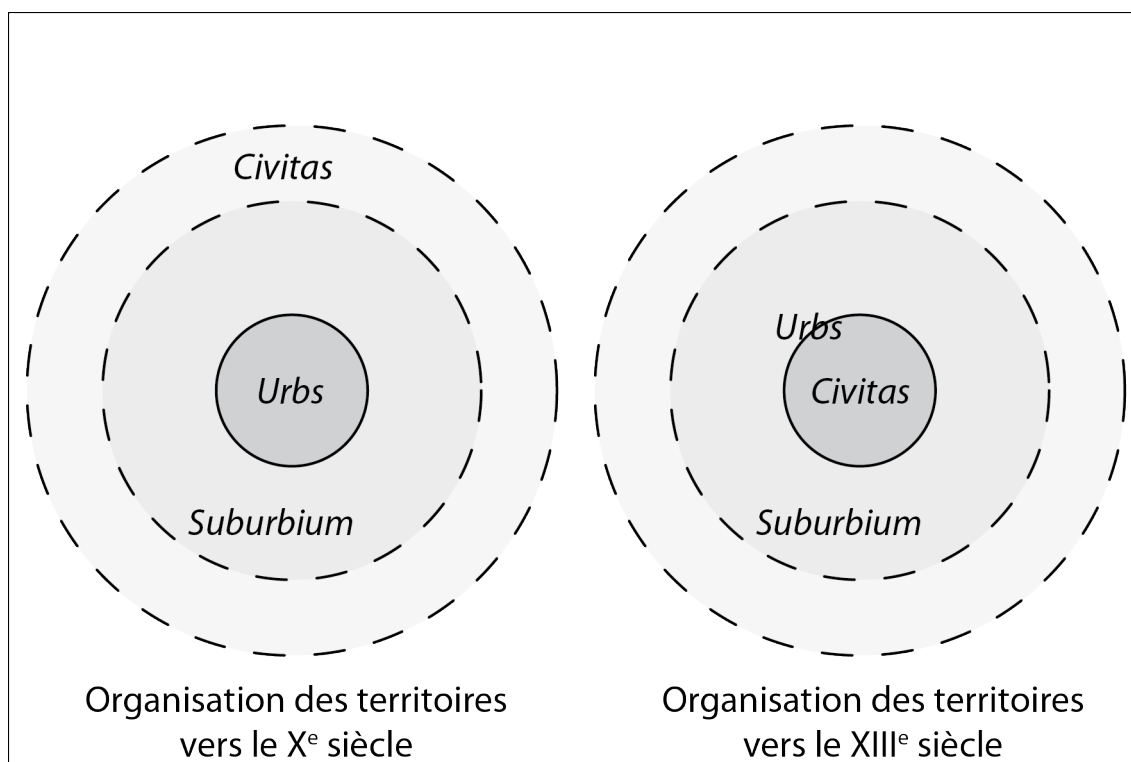 Civitas
Urbs
Suburbium
Organisation des territoires
vers le Xe siècle
Urbs
Civitas
Suburbium
Organisation des territoires
vers le XIIIe siècle